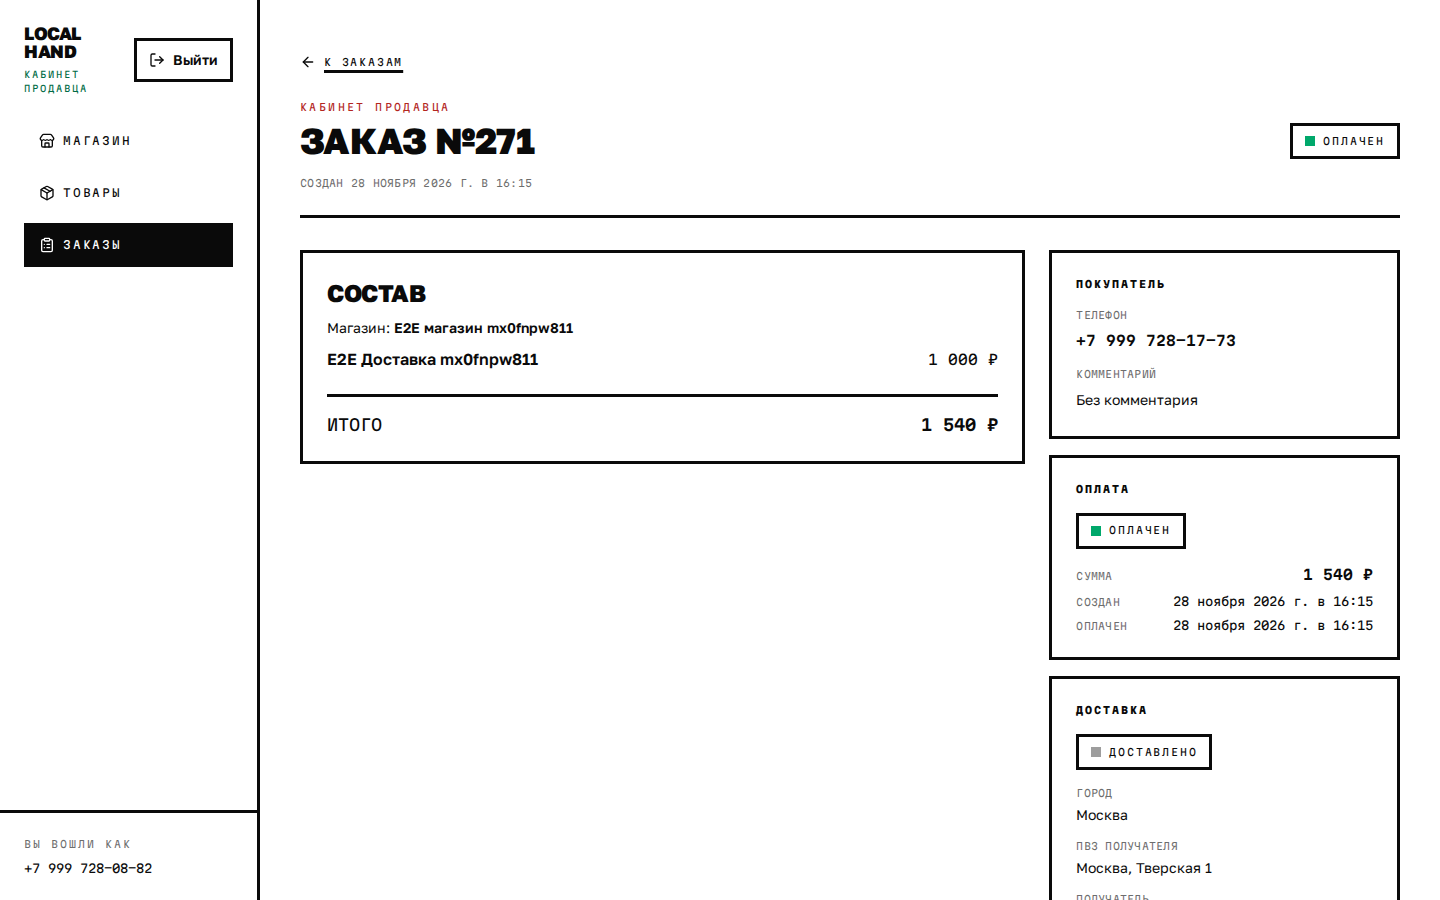 LOCAL
HAND
КАБИНЕТ
ПРОДАВЦА
Выйти
МАГАЗИН
ТОВАРЫ
ЗАКАЗЫ
ВЫ ВОШЛИ КАК
+7 999 728-08-82
К ЗАКАЗАМ
КАБИНЕТ ПРОДАВЦА
ЗАКАЗ №271
ОПЛАЧЕН
СОЗДАН 28 НОЯБРЯ 2026 Г. В 16:15
СОСТАВ
Магазин: E2E магазин mx0fnpw811
E2E Доставка mx0fnpw811 1 000 ₽
ИТОГО 1 540 ₽
ПОКУПАТЕЛЬ
ТЕЛЕФОН
+7 999 728-17-73
КОММЕНТАРИЙ
Без комментария
ОПЛАТА
ОПЛАЧЕН
СУММА 1 540 ₽
СОЗДАН 28 ноября 2026 г. в 16:15
ОПЛАЧЕН 28 ноября 2026 г. в 16:15
ДОСТАВКА
ДОСТАВЛЕНО
ГОРОД
Москва
ПВЗ ПОЛУЧАТЕЛЯ
Москва, Тверская 1
ПОЛУЧАТЕЛЬ